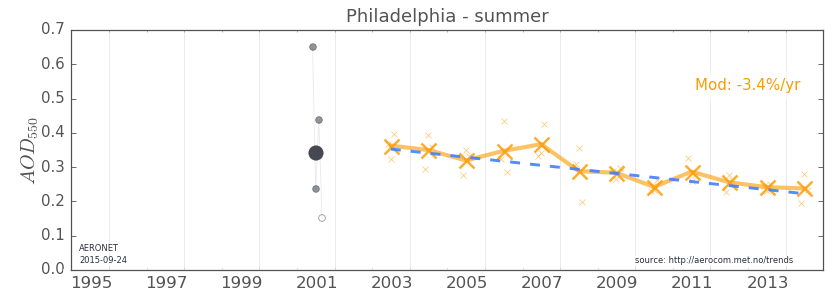 Philadelphia - summer
0.7
0.6
0.5
0.4
0.3
0.2
0.1
0.0
AOD550
Mod: -3.4%/yr
AERONET
2015-09-24
source: http://aerocom.met.no/trends
1995 1997 1999 2001 2003 2005 2007 2009 2011 2013